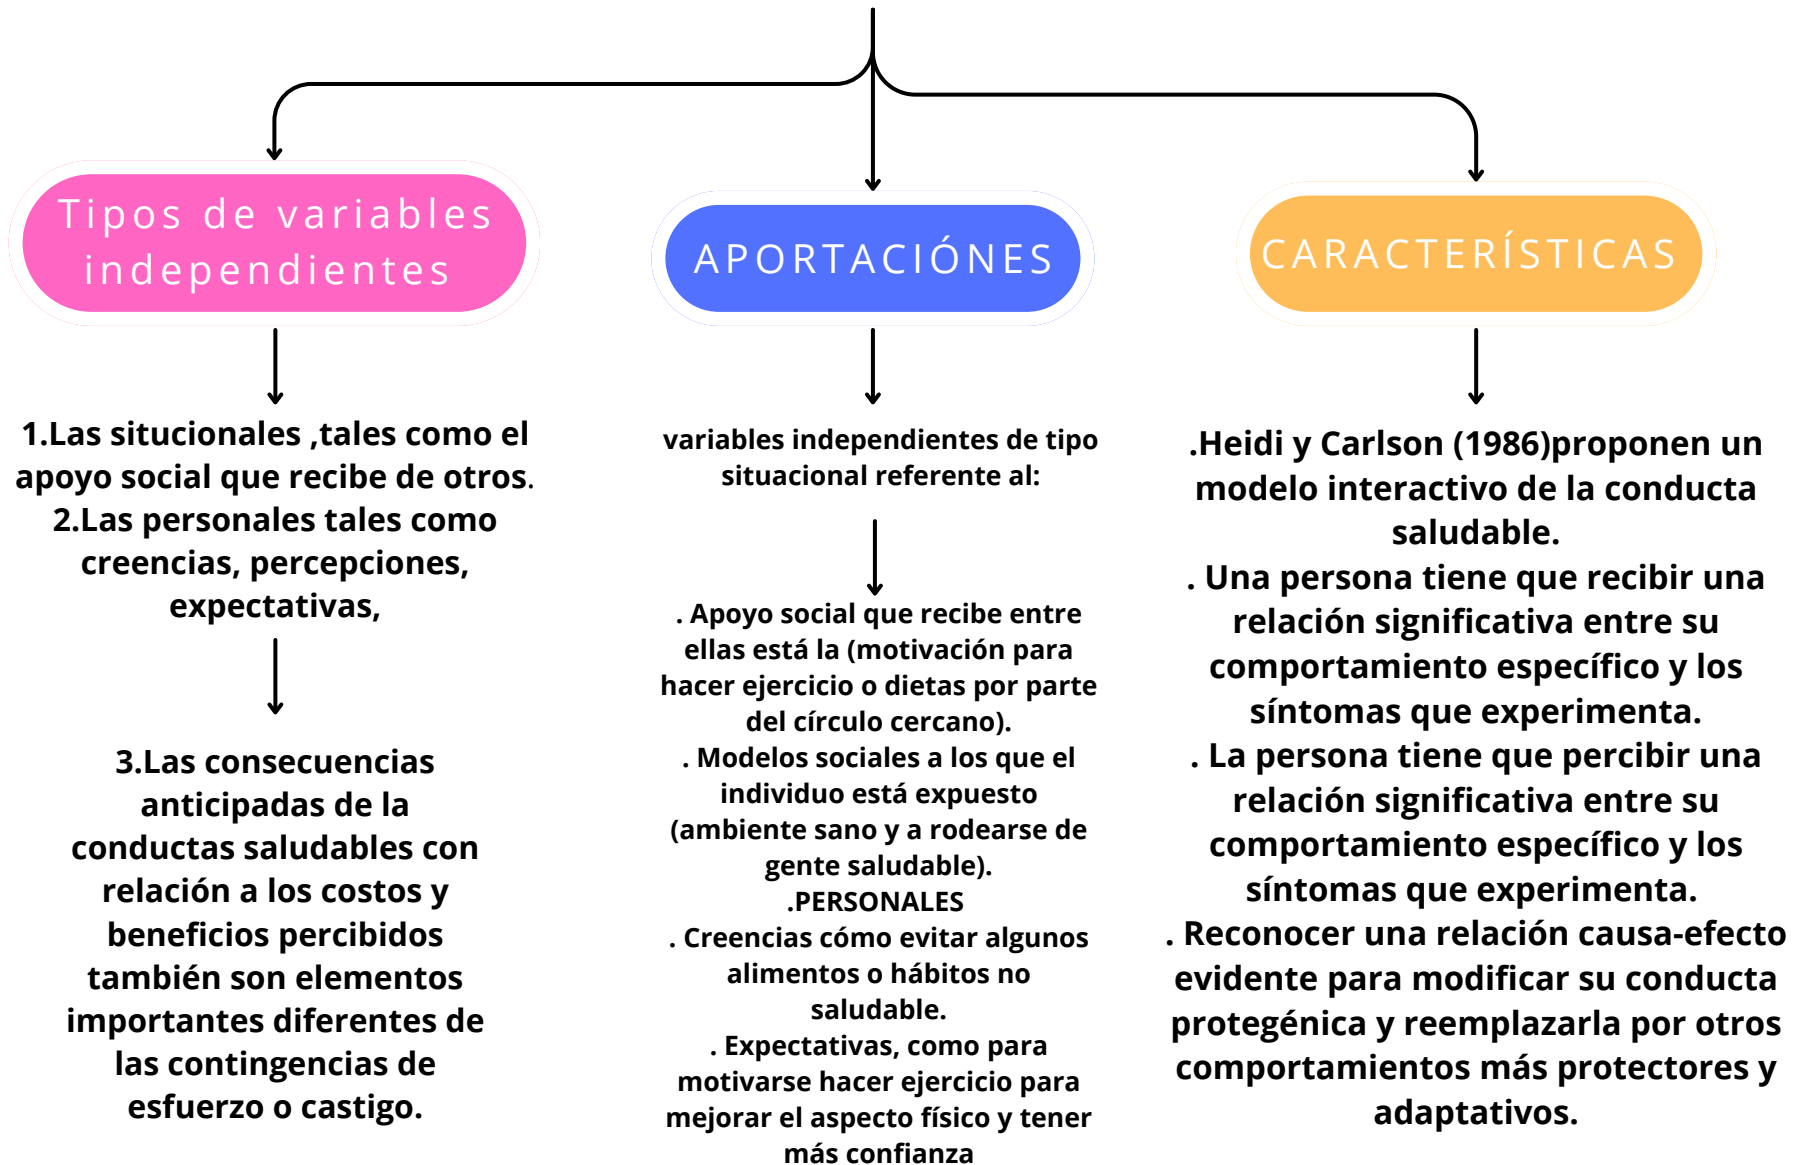 Tipos de variables
independientes
1.Las situcionales ,tales como el
apoyo social que recibe de otros.
2.Las personales tales como
creencias, percepciones,
expectativas,
3.Las consecuencias
anticipadas de la
conductas saludables con
relación a los costos y
beneficios percibidos
también son elementos
importantes diferentes de
las contingencias de
esfuerzo o castigo.
APORTACIÓNES
variables independientes de tipo
situacional referente al:
. Apoyo social que recibe entre
ellas está la (motivación para
hacer ejercicio o dietas por parte
del círculo cercano).
. Modelos sociales a los que el
individuo está expuesto
(ambiente sano y a rodearse de
gente saludable).
.PERSONALES
. Creencias cómo evitar algunos
alimentos o hábitos no
saludable.
. Expectativas, como para
motivarse hacer ejercicio para
mejorar el aspecto físico y tener
más confianza
CARACTERÍSTICAS
.Heidi y Carlson (1986)proponen un
modelo interactivo de la conducta
saludable.
. Una persona tiene que recibir una
relación significativa entre su
comportamiento específico y los
síntomas que experimenta.
. La persona tiene que percibir una
relación significativa entre su
comportamiento específico y los
síntomas que experimenta.
. Reconocer una relación causa-efecto
evidente para modificar su conducta
protegénica y reemplazarla por otros
comportamientos más protectores y
adaptativos.